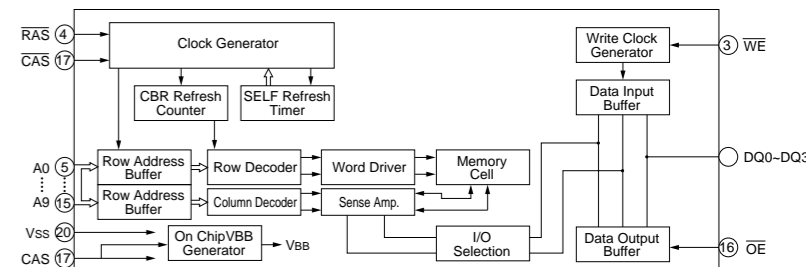 RAS 4
CAS 17
Clock Generator
Write Clock
Generator
3 WE
CBR Refresh
Counter
SELF Refresh
Timer
Data Input
Buffer
A0 5
A9 15
Row Address
Buffer
Row Address
Buffer
Row Decoder
Column Decoder
Word Driver
Sense Amp.
Memory
Cell
DQ0~DQ3
Vss 20
CAS 17
On ChipVBB
Generator
VBB
I/O
Selection
Data Output
Buffer
16 OE